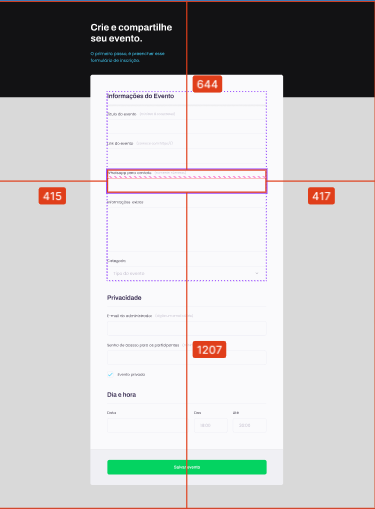 Crie e compartilhe
seu evento.
O primeiro passo, é preencher esse
formulário de inscrição.
644
Informações do Evento
Título do evento
Link do evento
Whatsapp para contato
415
417
Informações extras
Categoria
Tipo do evento
Privacidade
E-mail do administrador
1207
Senha de acesso para os participantes
Evento privado
Dia e hora
Data
Das
Até
Salvar evento